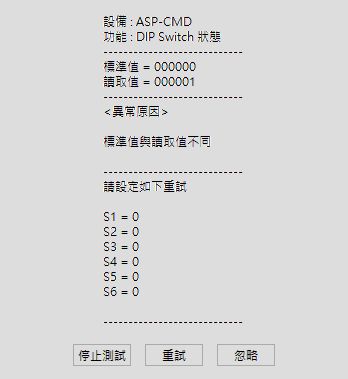 設備 : ASP-CMD
功能 : DIP Switch 狀態
----------------------------
標準值 = 000000
讀取值 = 000001
----------------------------
<異常原因>
標準值與讀取值不同
----------------------------
請設定如下重試
S1 = 0
S2 = 0
S3 = 0
S4 = 0
S5 = 0
S6 = 0
----------------------------
停止測試 重試 忽略